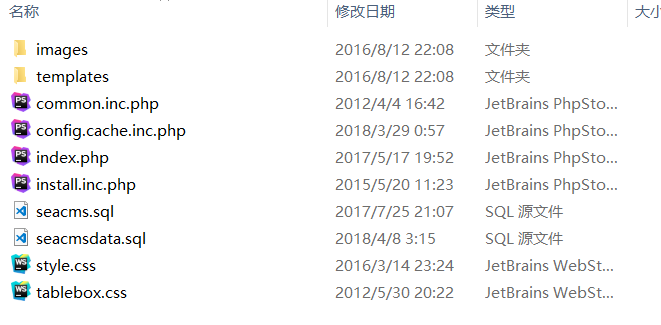 名称 修改日期 类型 大小
images 2016/8/12 22:08 文件夹
templates 2016/8/12 22:08 文件夹
common.inc.php 2012/4/4 16:42 JetBrains PhpSto...
config.cache.inc.php 2018/3/29 0:57 JetBrains PhpSto...
index.php 2017/5/17 19:52 JetBrains PhpSto...
install.inc.php 2015/5/20 11:23 JetBrains PhpSto...
seacms.sql 2017/7/25 21:07 SQL 源文件
seacmsdata.sql 2018/4/8 3:15 SQL 源文件
style.css 2016/3/14 23:24 JetBrains WebSt...
tablebox.css 2012/5/30 20:22 JetBrains WebSt...